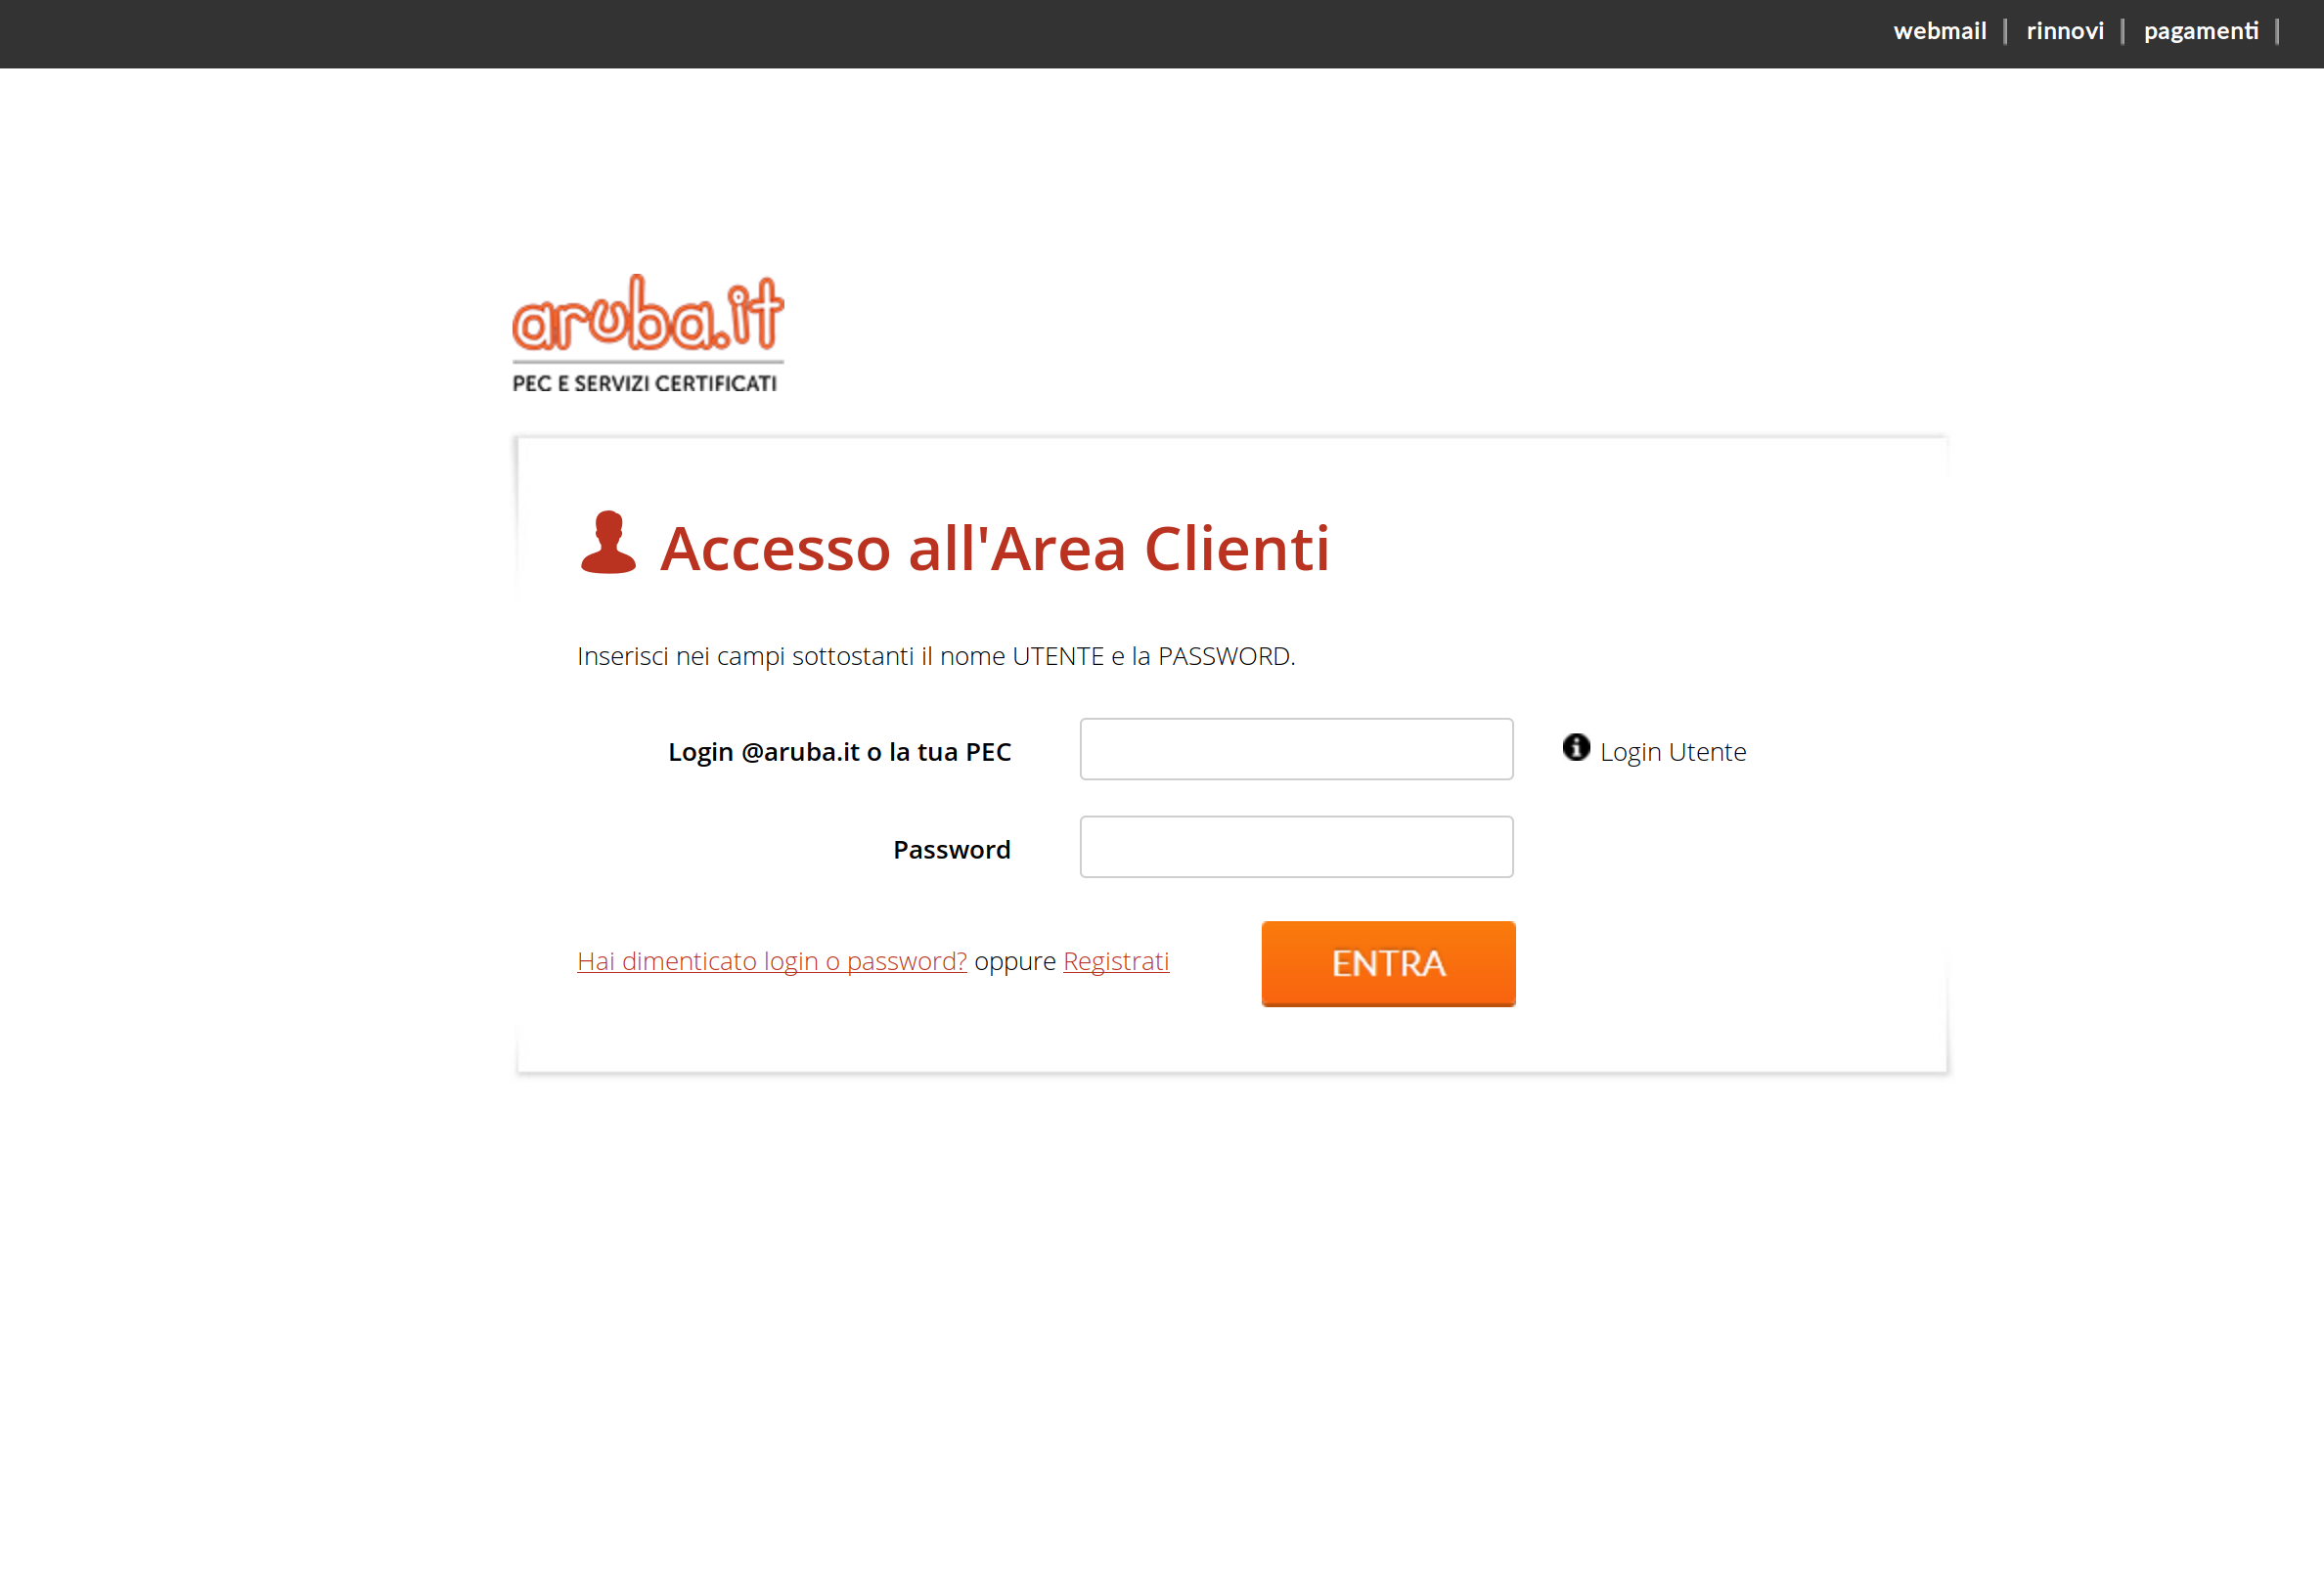 webmail | rinnovi | pagamenti |
aruba.it
PEC E SERVIZI CERTIFICATI
Accesso all'Area Clienti
Inserisci nei campi sottostanti il nome UTENTE e la PASSWORD.
Login @aruba.it o la tua PEC
Login Utente
Password
Hai dimenticato login o password? oppure Registrati
ENTRA